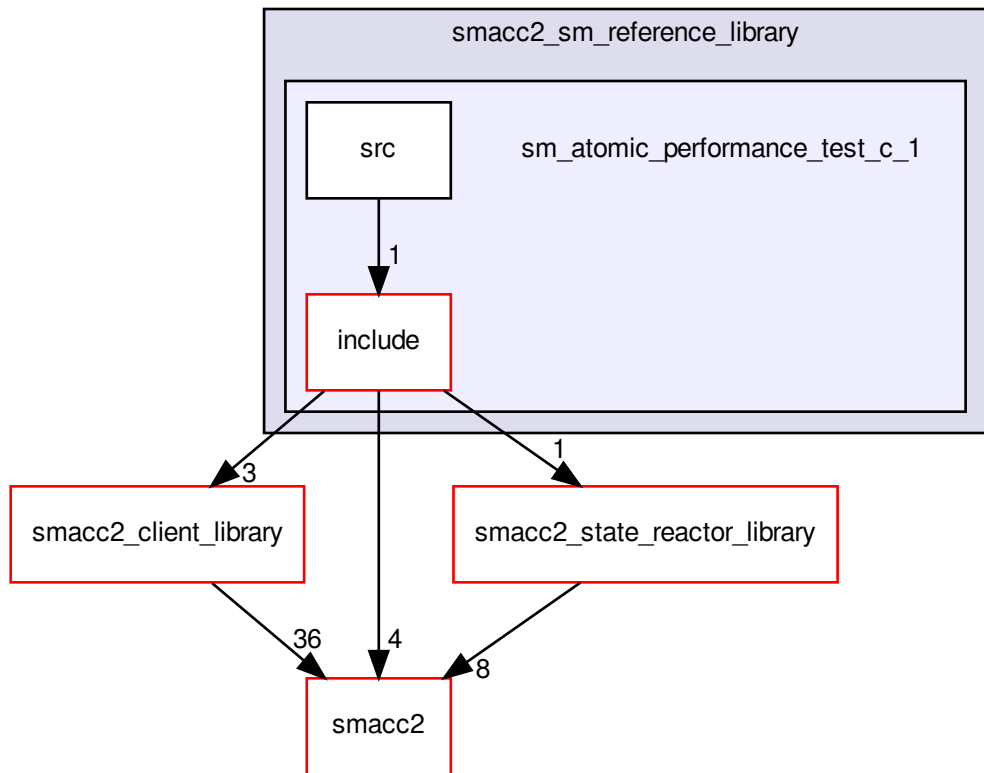 smacc2_sm_reference_library
src
sm_atomic_performance_test_c_1
1
include
3
1
smacc2_client_library
smacc2_state_reactor_library
36
4
8
smacc2